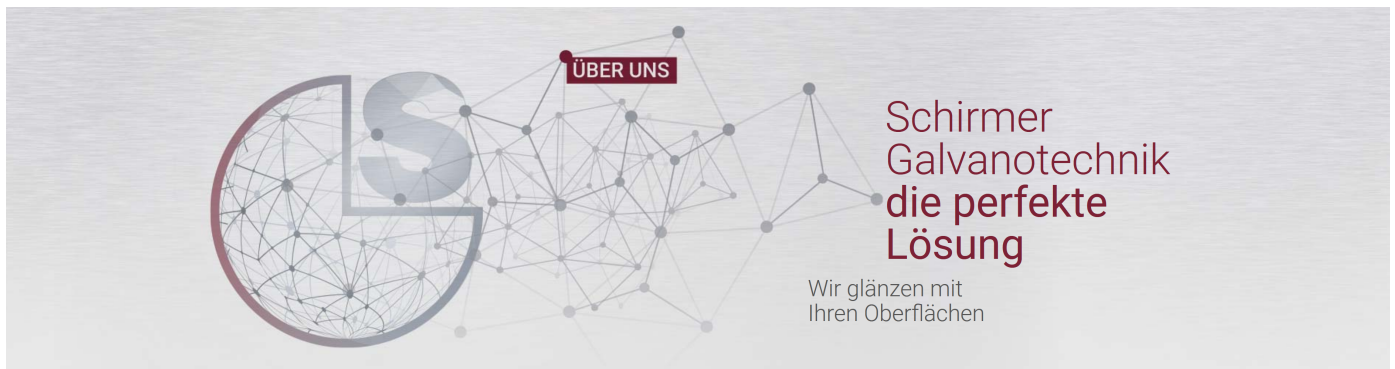 ÜBER UNS
S
Schirmer
Galvanotechnik
die perfekte
Lösung
Wir glänzen mit
Ihren Oberflächen